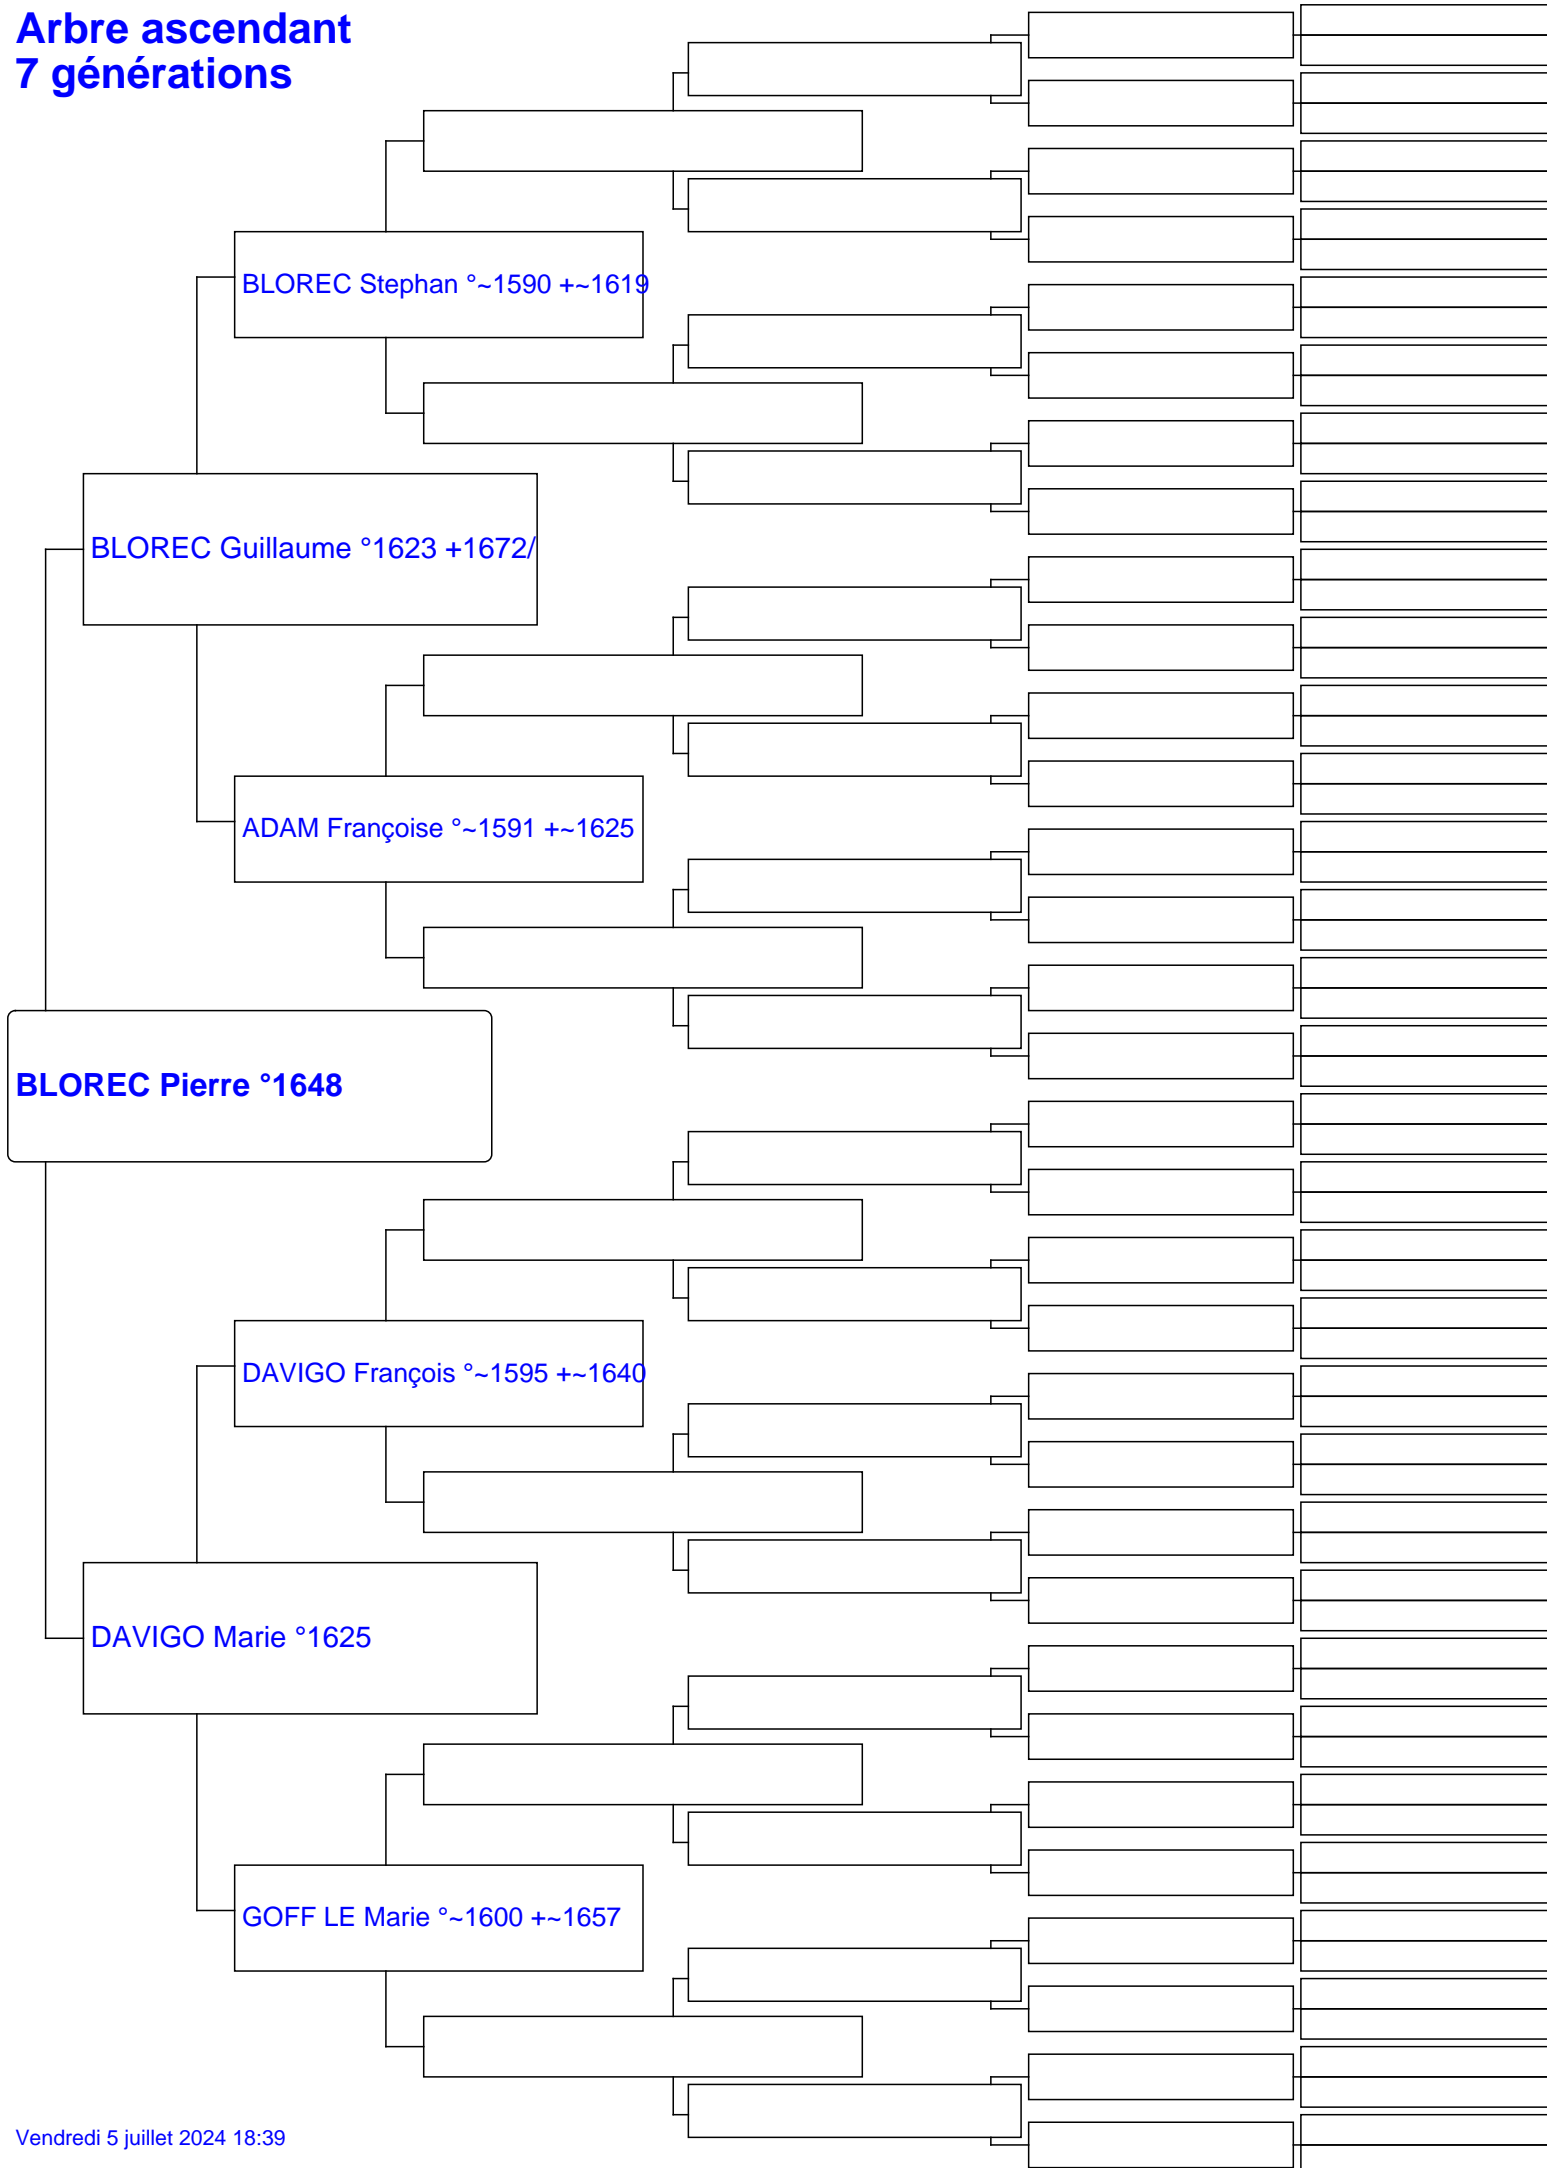 Arbre ascendant
7 générations
BLOREC Stephan °~1590 +~1619
BLOREC Guillaume °1623 +1672/
ADAM Françoise °~1591 +~1625
BLOREC Pierre °1648
DAVIGO François °~1595 +~1640
DAVIGO Marie °1625
GOFF LE Marie °~1600 +~1657
Vendredi 5 juillet 2024 18:39